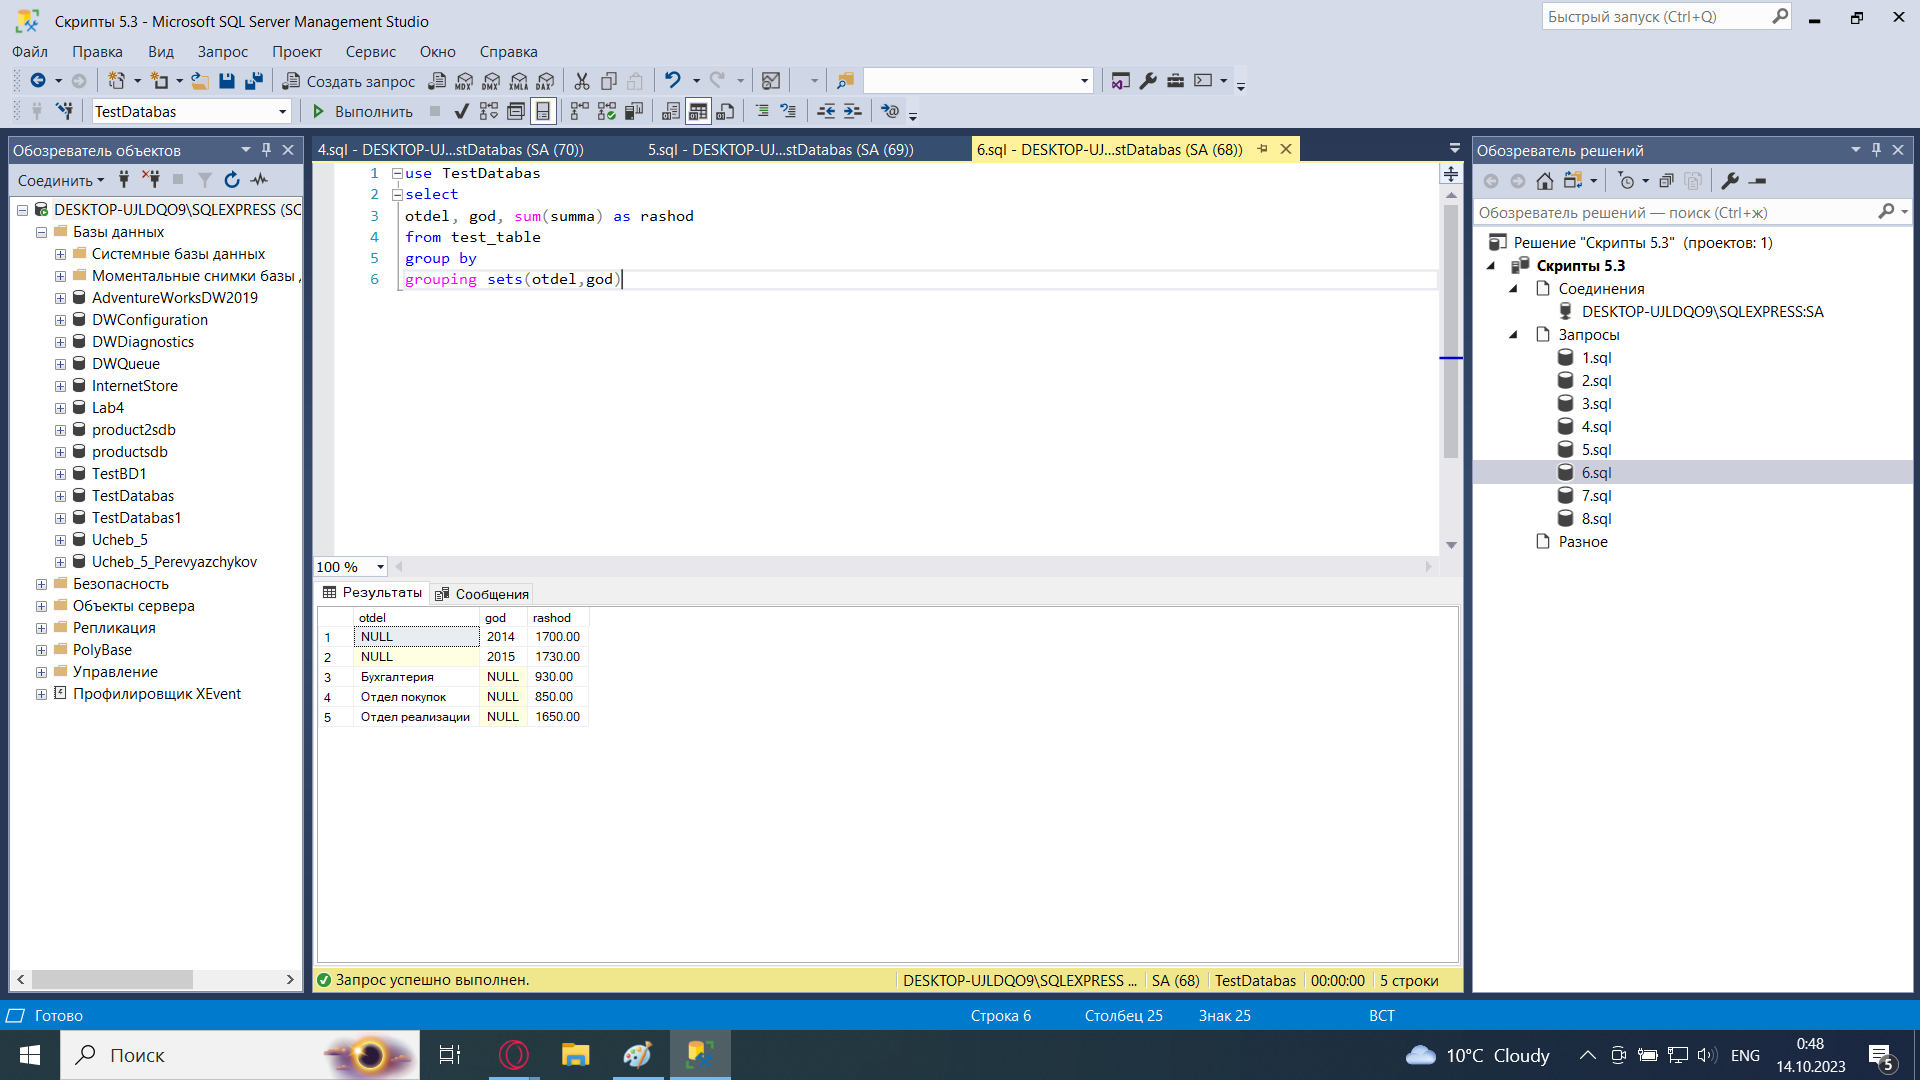 Скрипты 5.3 - Microsoft SQL Server Management Studio
Быстрый запуск (Ctrl+Q)
Файл Правка Вид Запрос Проект Сервис Окно Справка
Создать запрос MDX DMX XMLA DAX
TestDatabas Выполнить
Обозреватель объектов
Соединить
DESKTOP-UJLDQO9\SQLEXPRESS (SC
Базы данных
Системные базы данных
Моментальные снимки базы
AdventureWorksDW2019
DWConfiguration
DWDiagnostics
DWQueue
InternetStore
Lab4
product2sdb
productsdb
TestBD1
TestDatabas
TestDatabas1
Ucheb_5
Ucheb_5_Perevyazchykov
Безопасность
Объекты сервера
Репликация
PolyBase
Управление
Профилировщик XEvent
4.sql - DESKTOP-UJ...stDatabas (SA (70)) 5.sql - DESKTOP-UJ...stDatabas (SA (69)) 6.sql - DESKTOP-UJ...stDatabas (SA (68))
1 use TestDatabas
2 select
3 otdel, god, sum(summa) as rashod
4 from test_table
5 group by
6 grouping sets(otdel,god)
100 %
Результаты Сообщения
otdel god rashod
1 NULL 2014 1700.00
2 NULL 2015 1730.00
3 Бухгалтерия NULL 930.00
4 Отдел покупок NULL 850.00
5 Отдел реализации NULL 1650.00
Запрос успешно выполнен. DESKTOP-UJLDQO9\SQLEXPRESS ... SA (68) TestDatabas 00:00:00 5 строки
Обозреватель решений
Обозреватель решений — поиск (Ctrl+ж)
Решение "Скрипты 5.3" (проектов: 1)
Скрипты 5.3
Соединения
DESKTOP-UJLDQO9\SQLEXPRESS:SA
Запросы
1.sql
2.sql
3.sql
4.sql
5.sql
6.sql
7.sql
8.sql
Разное
Готово Строка 6 Столбец 25 Знак 25 ВСТ
Поиск 10°C Cloudy ENG 0:48
14.10.2023 5